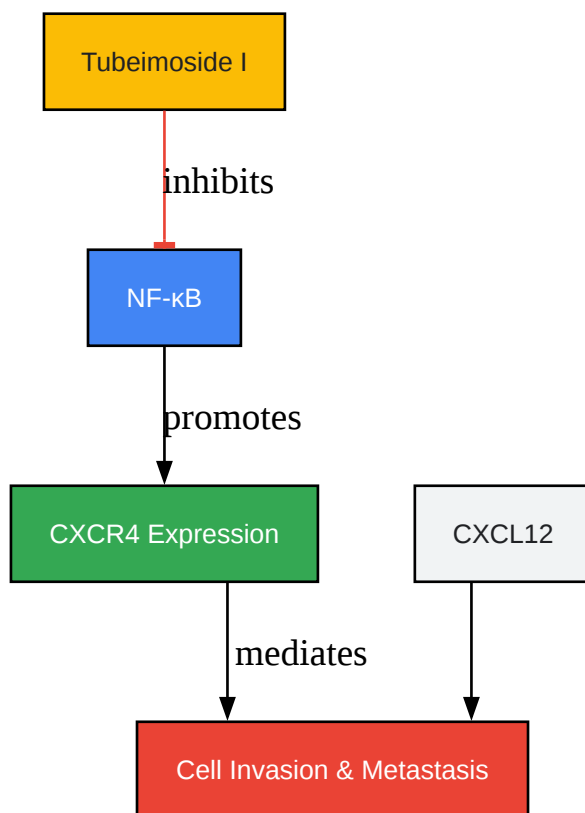 Tubeimoside I
inhibits
NF-κB
promotes
CXCR4 Expression
CXCL12
mediates
Cell Invasion & Metastasis